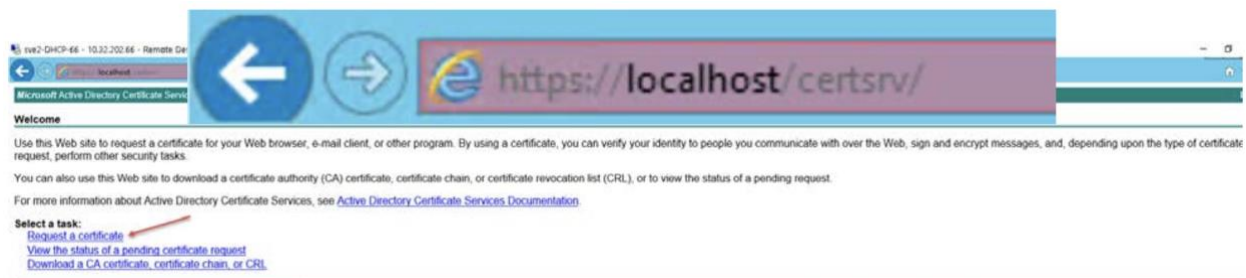 sve2-DHCP-66 - 10.32.202.66 - Remote De
https://localhost/certsrv/
Microsoft Active Directory Certificate Servic
Welcome
Use this Web site to request a certificate for your Web browser, e-mail client, or other program. By using a certificate, you can verify your identity to people you communicate with over the Web, sign and encrypt messages, and, depending upon the type of certificate
request, perform other security tasks.
You can also use this Web site to download a certificate authority (CA) certificate, certificate chain, or certificate revocation list (CRL), or to view the status of a pending request.
For more information about Active Directory Certificate Services, see Active Directory Certificate Services Documentation.
Select a task:
Request a certificate
View the status of a pending certificate request
Download a CA certificate, certificate chain, or CRL